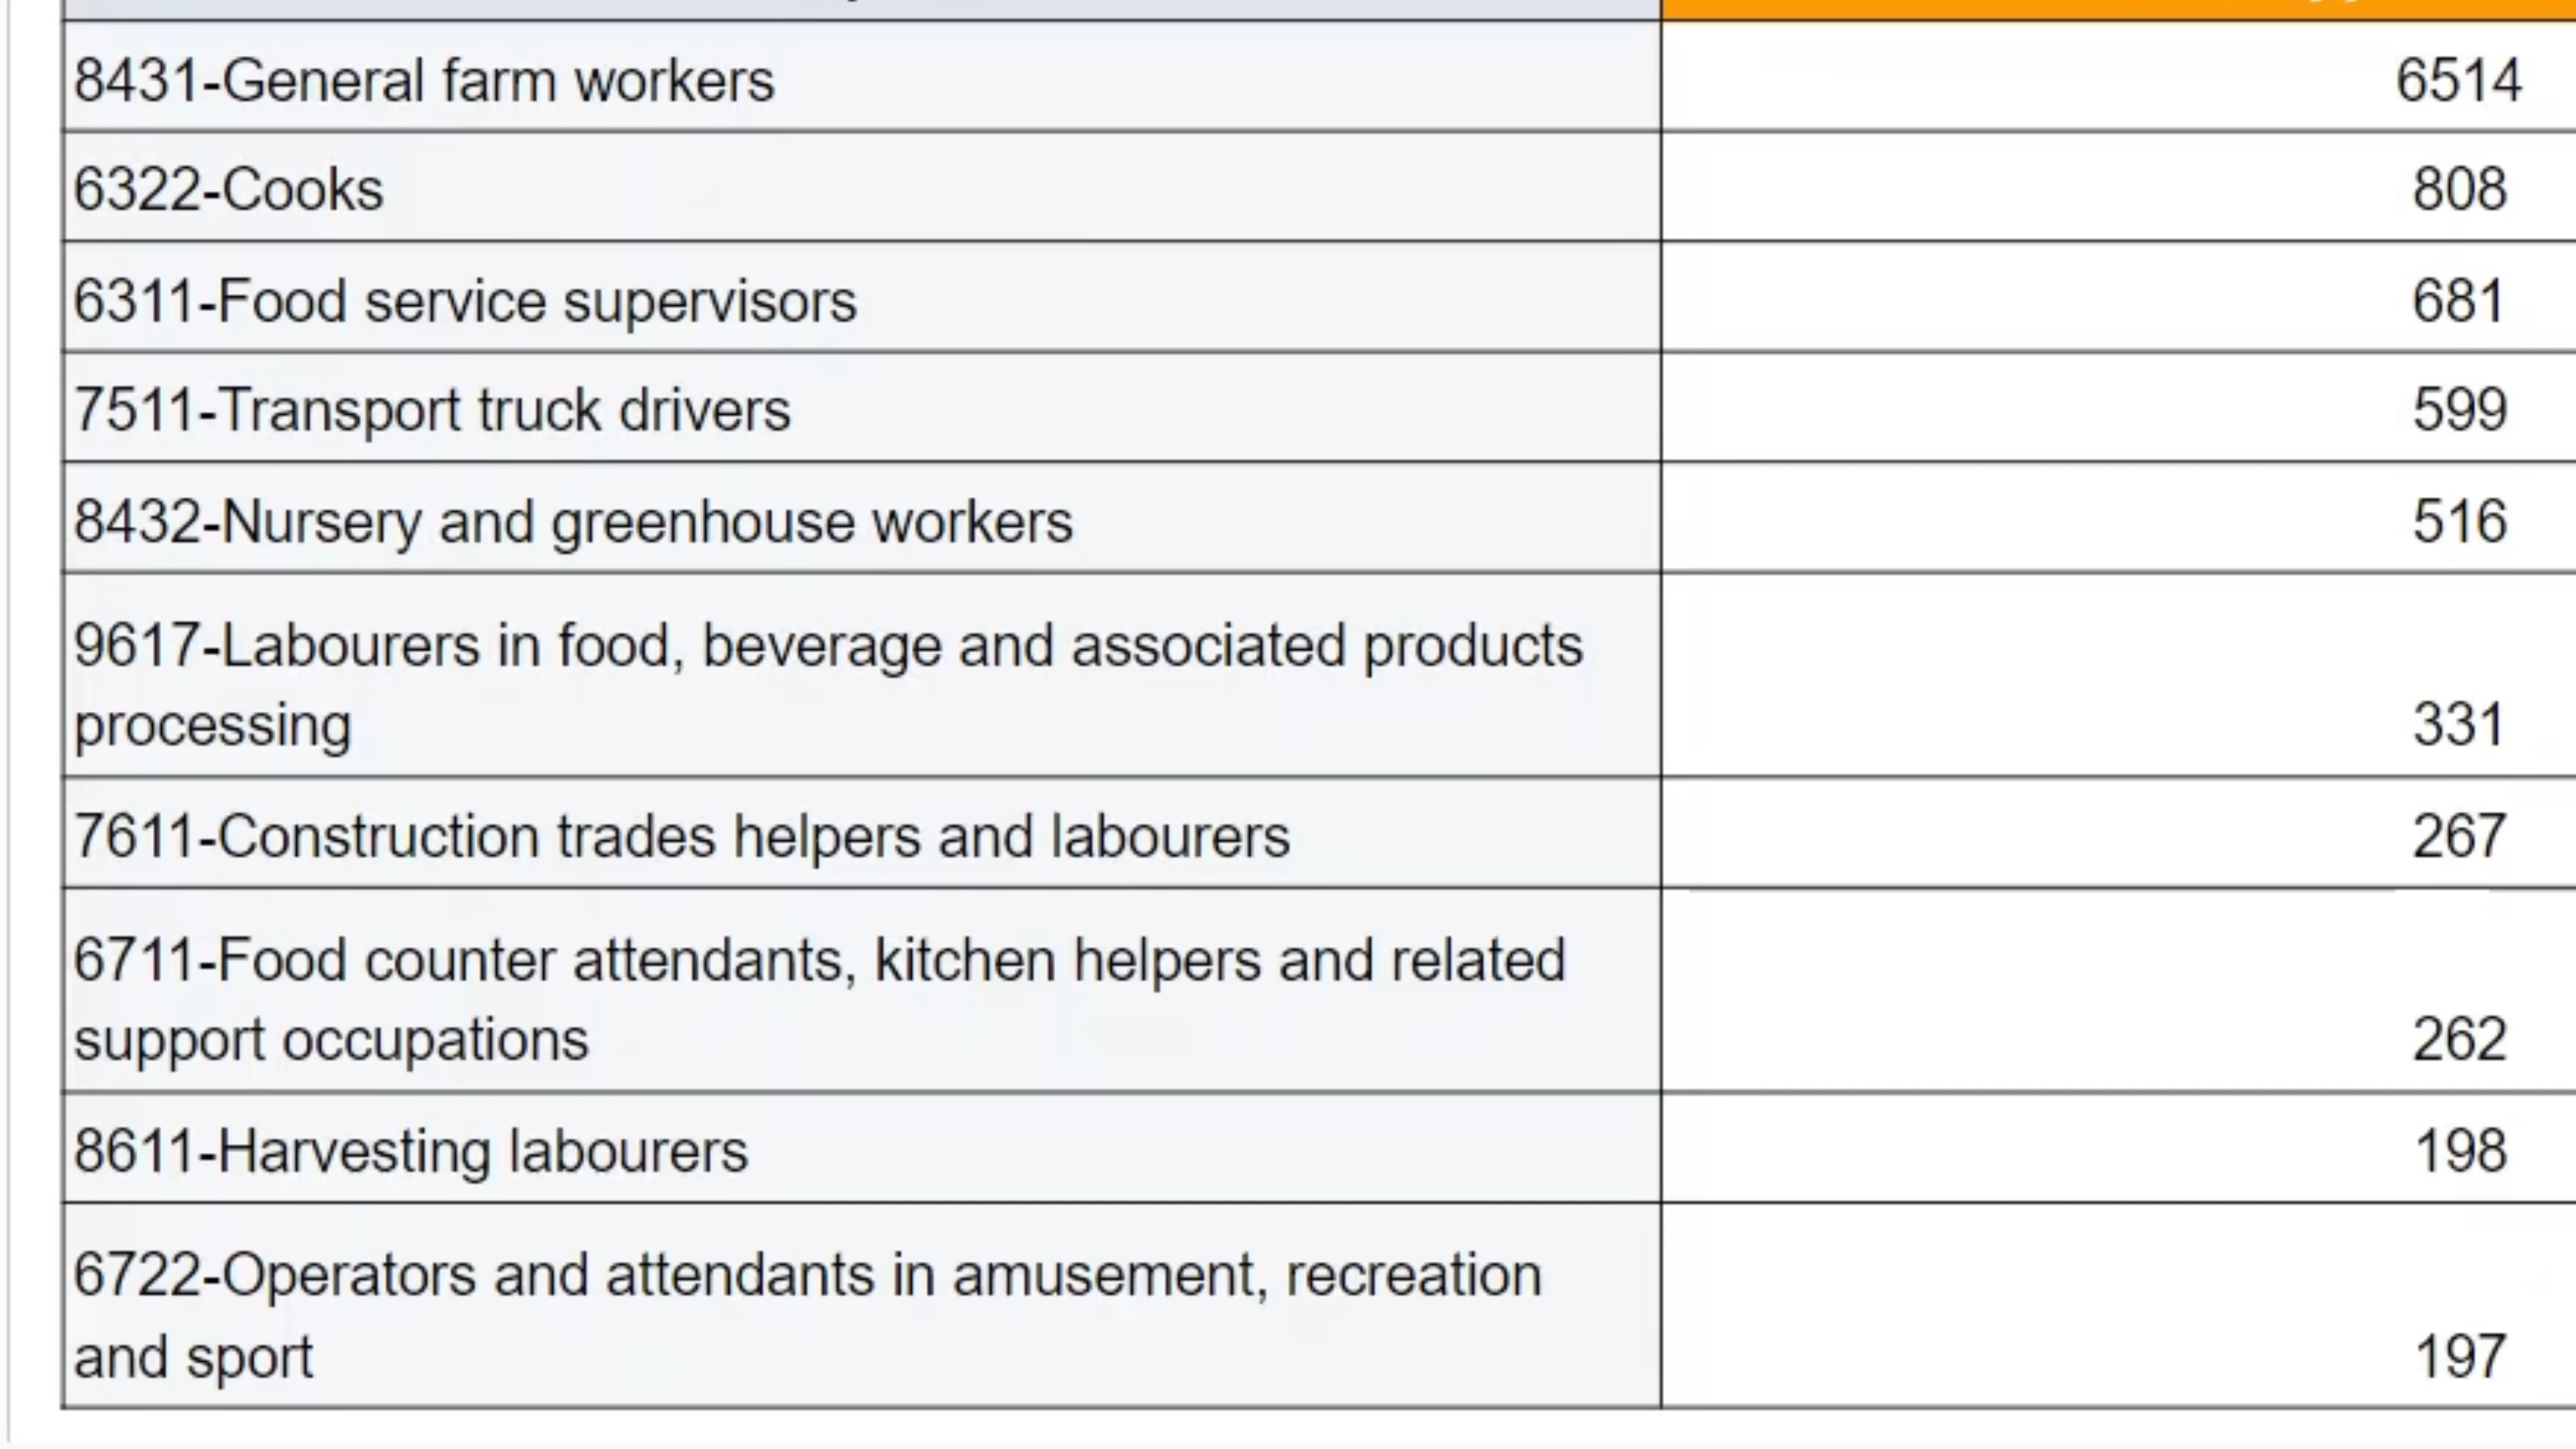 8431-General farm workers 6514
6322-Cooks 808
6311-Food service supervisors 681
7511-Transport truck drivers 599
8432-Nursery and greenhouse workers 516
9617-Labourers in food, beverage and associated products
processing 331
7611-Construction trades helpers and labourers 267
6711-Food counter attendants, kitchen helpers and related
support occupations 262
8611-Harvesting labourers 198
6722-Operators and attendants in amusement, recreation
and sport 197